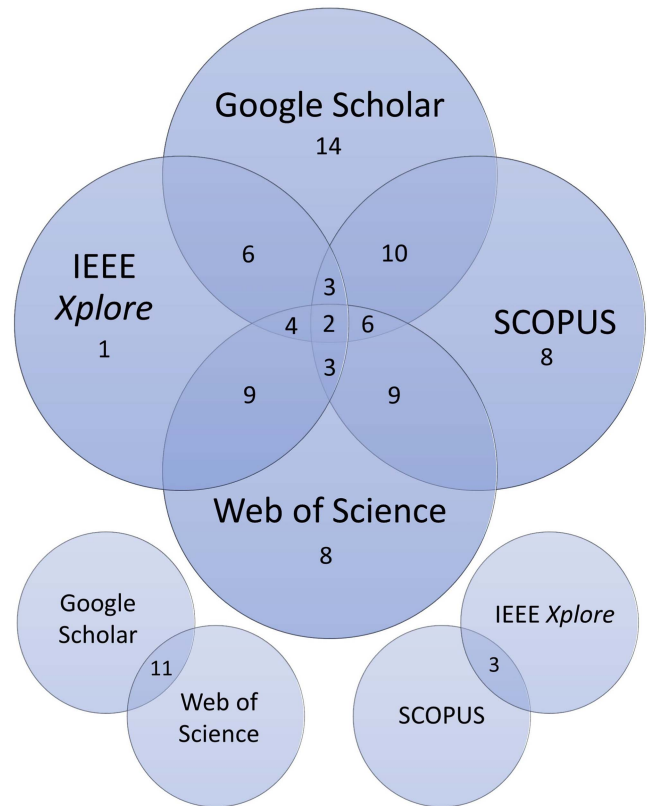 Google Scholar
14
6
10
IEEE
Xplore
1
3
SCOPUS
8
4 2 6
3
9
9
Web of Science
8
Google
Scholar
11
Web of
Science
IEEE Xplore
3
SCOPUS